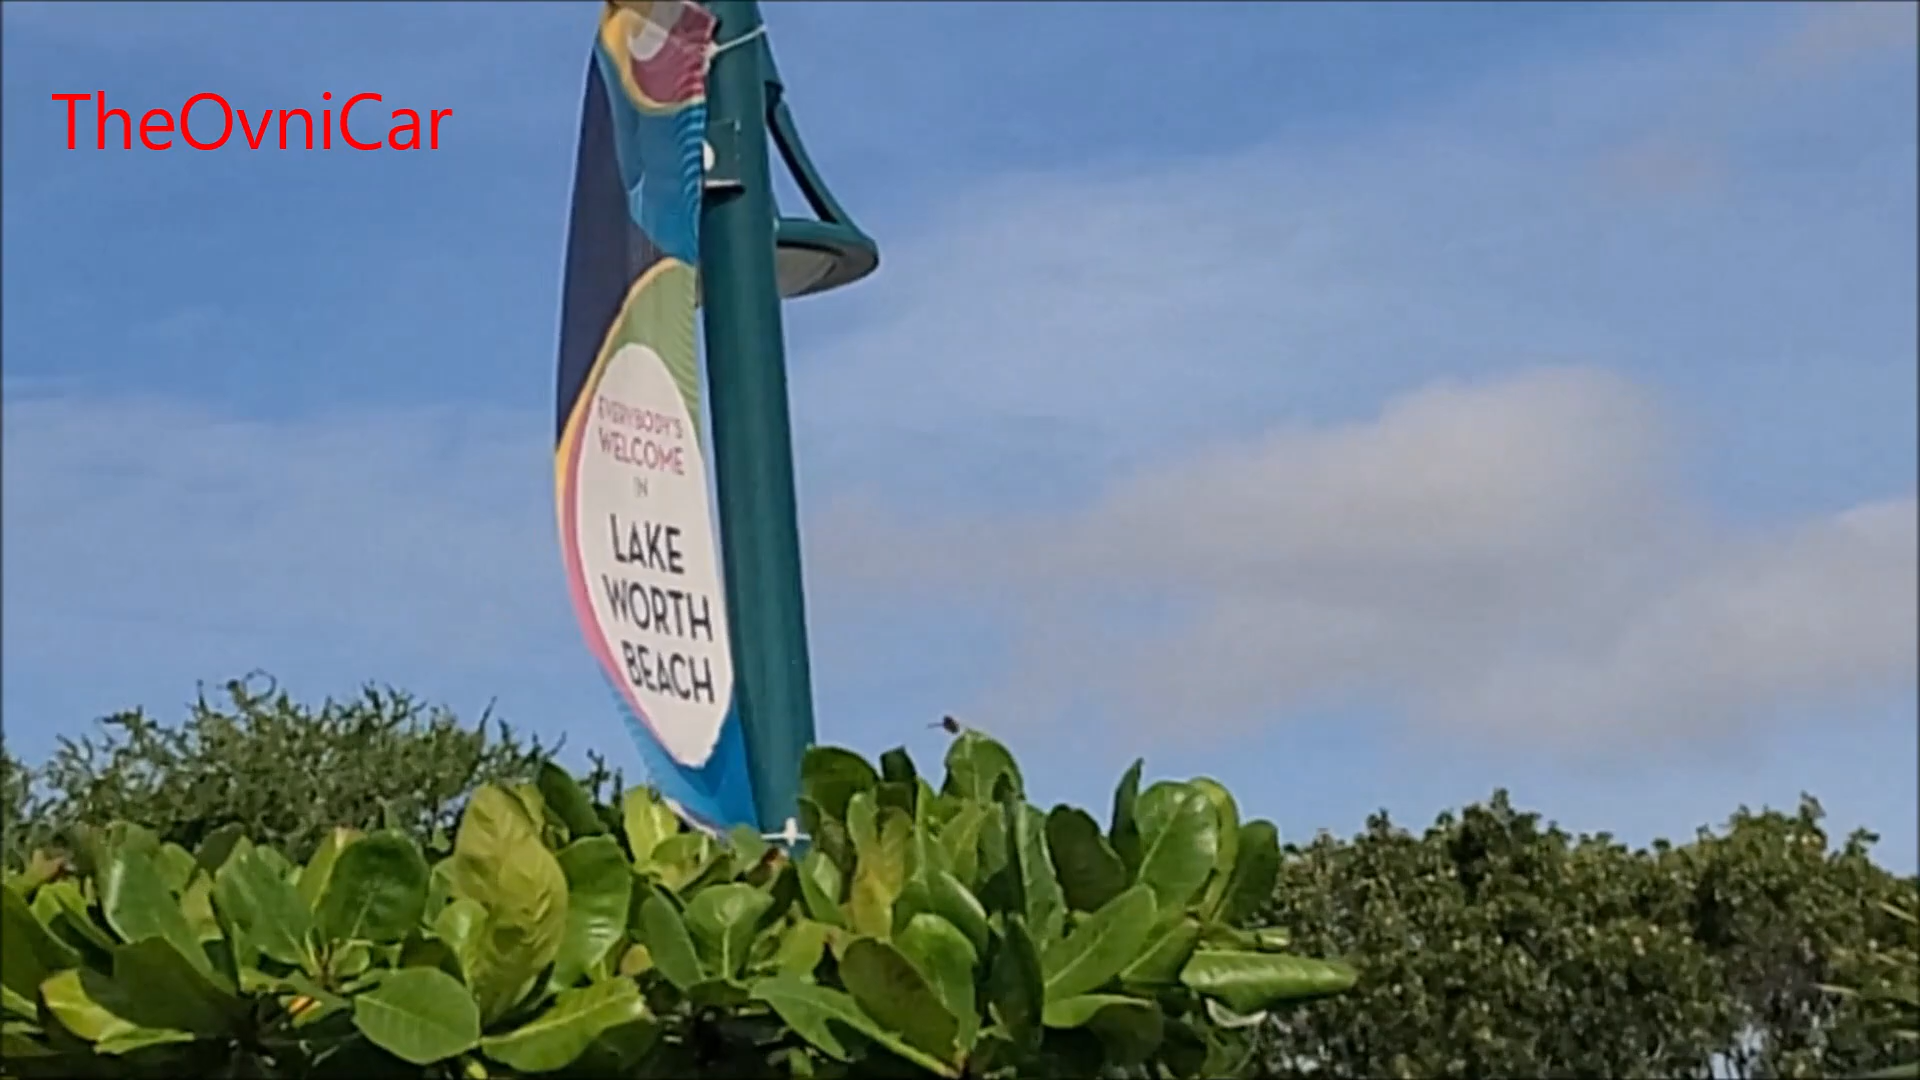 TheOvniCar
EVERYBODY'S
WELCOME
IN
LAKE
WORTH
BEACH